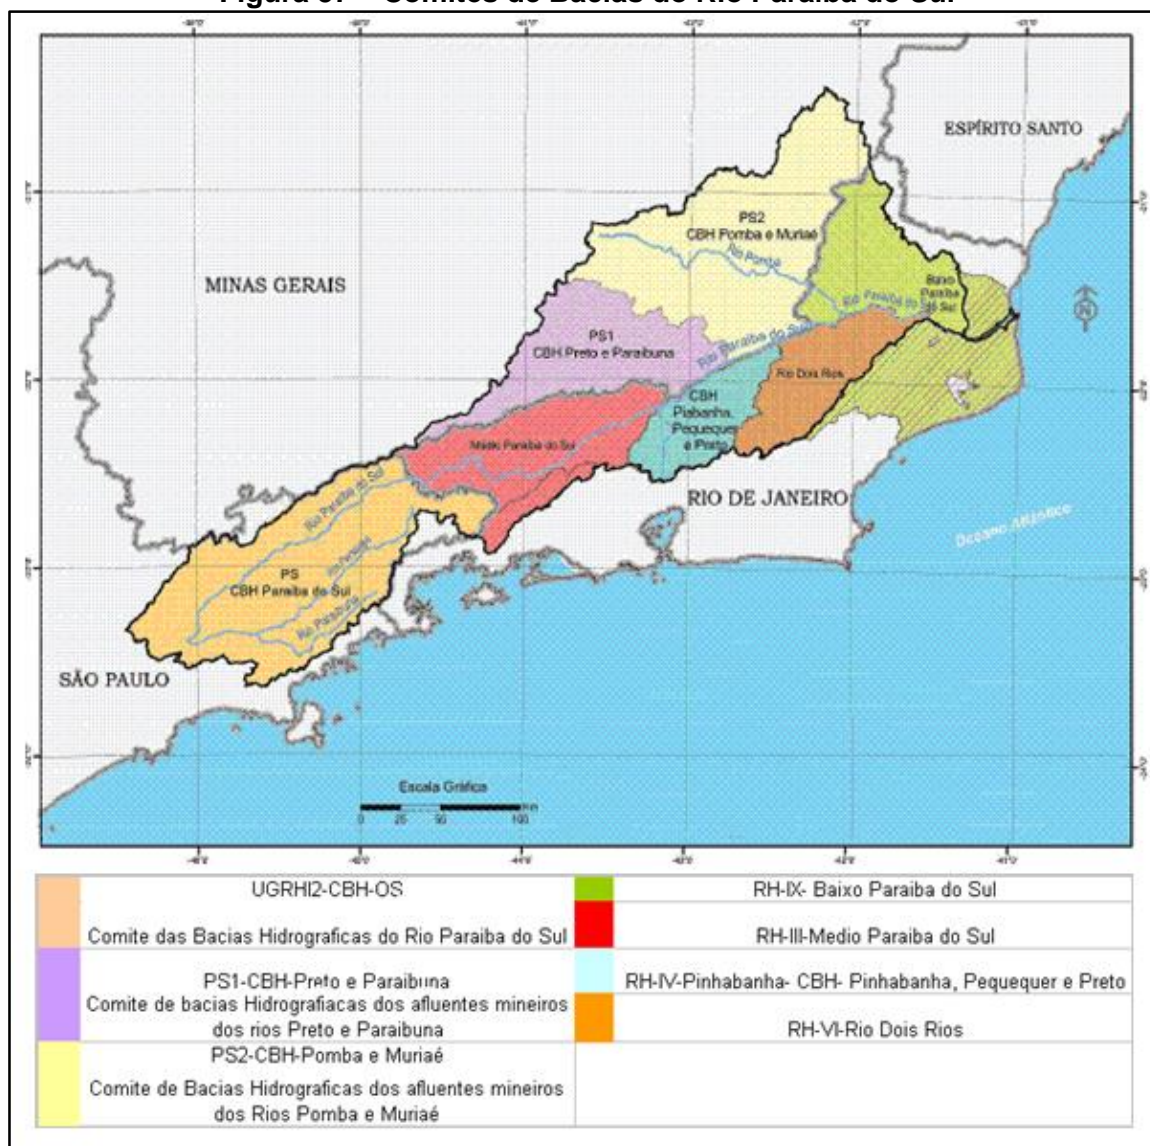 Comitês de Bacias do Rio Paraíba do Sul
ESPÍRITO SANTO
PS2
CBH Pomba e Muriaé
Rio Pomba
MINAS GERAIS
Baixo
Paraíba
do Sul
Rio Paraíba do Sul
PS1
CBH Preto e Paraibuna
Rio Paraíba do Sul
Rio Dois Rios
CBH
Piabanha,
Pequequer
e Preto
Médio Paraíba do Sul
RIO DE JANEIRO
Rio Paraíba do Sul
Oceano Atlântico
PS
CBH Paraíba do Sul
Rio Paraibuna
SÃO PAULO
Escala Gráfica
0 25 50 100
UGRHI2-CBH-OS
Comite das Bacias Hidrograficas do Rio Paraiba do Sul
PS1-CBH-Preto e Paraibuna
Comite de bacias Hidrografiacas dos afluentes mineiros
dos rios Preto e Paraibuna
PS2-CBH-Pomba e Muriaé
Comite de Bacias Hidrograficas dos afluentes mineiros
dos Rios Pomba e Muriaé
RH-IX- Baixo Paraiba do Sul
RH-III-Medio Paraiba do Sul
RH-IV-Pinhabanha- CBH- Pinhabanha, Pequequer e Preto
RH-VI-Rio Dois Rios